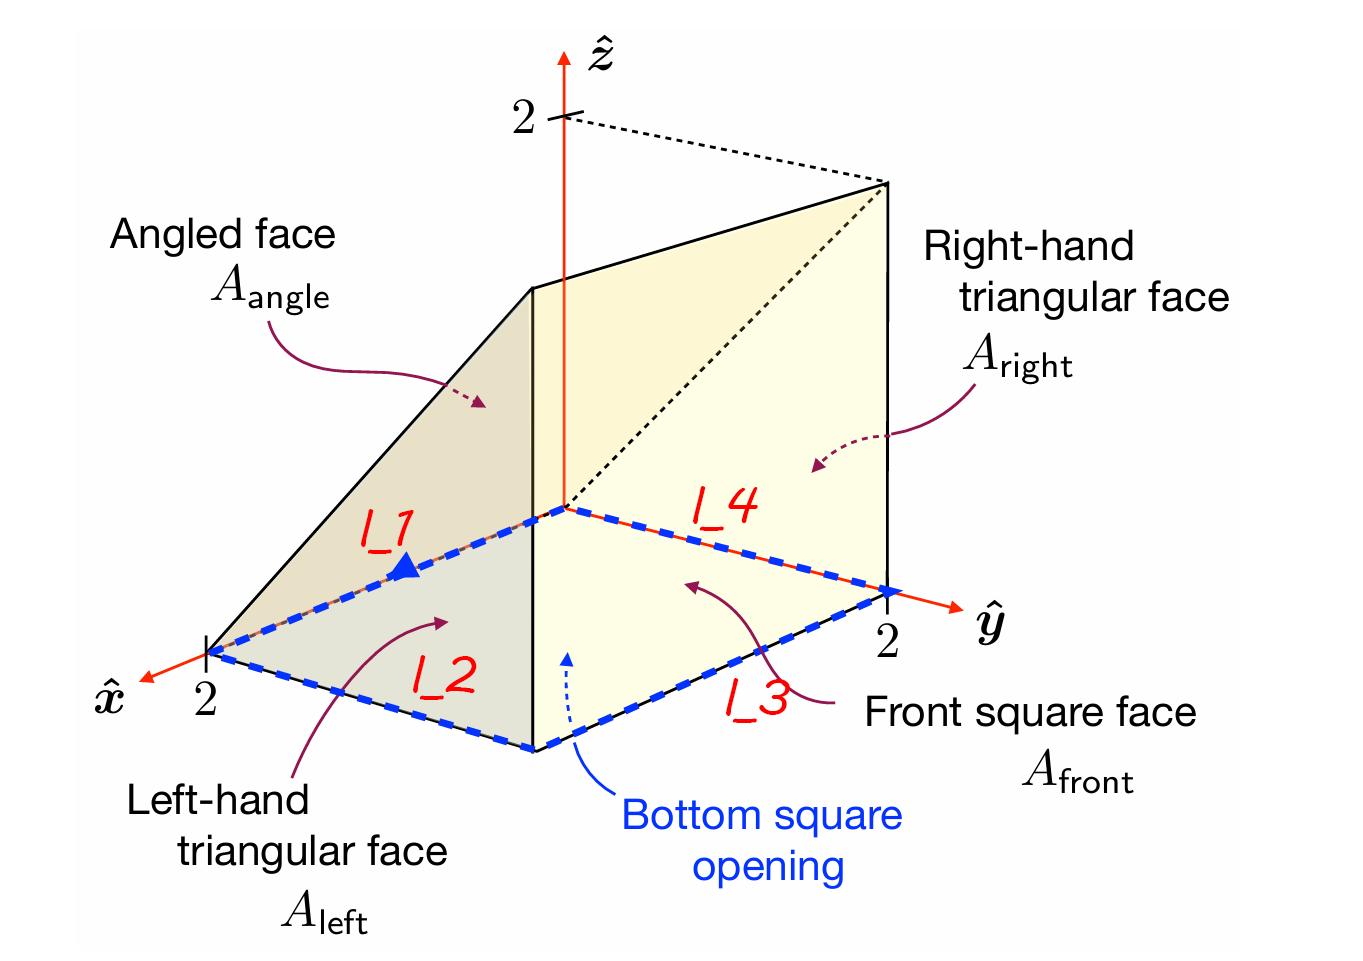 ẑ
2
Angled face
A_angle
Right-hand
triangular face
A_right
l_1
l_4
ŷ
2
x̂
2
l_2
l_3
Front square face
A_front
Left-hand
triangular face
A_left
Bottom square
opening